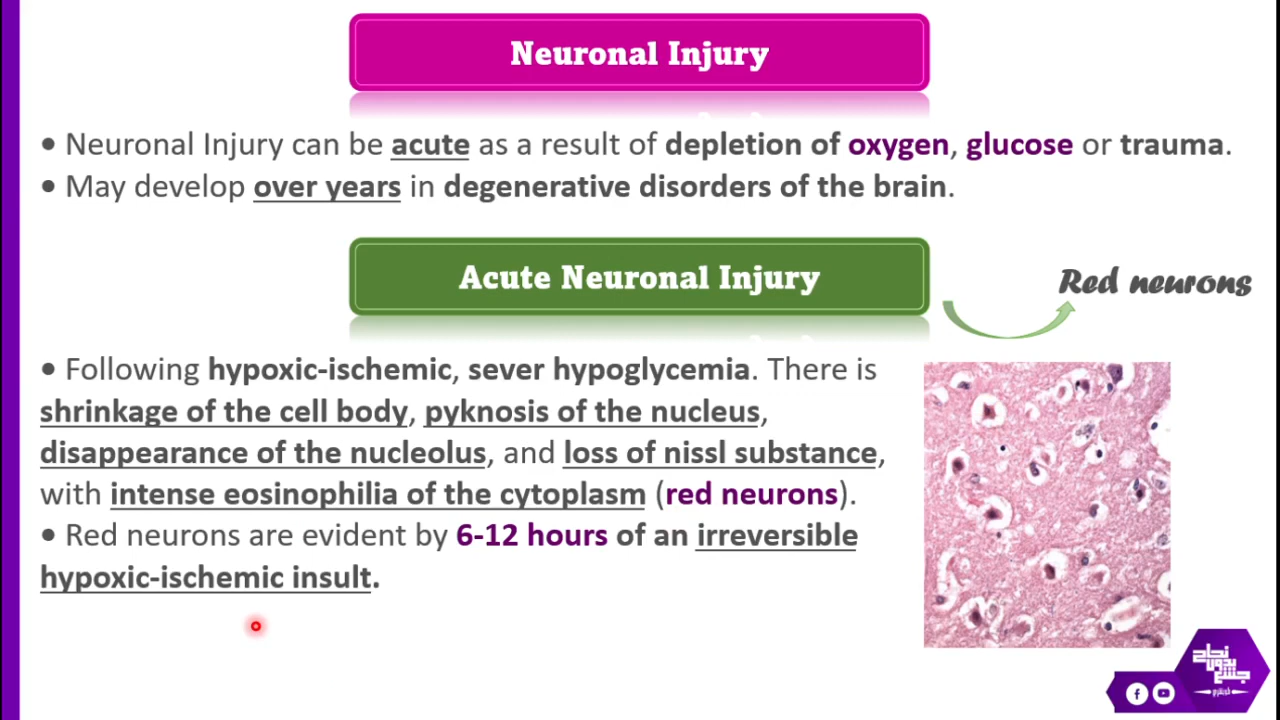 Neuronal Injury
• Neuronal Injury can be acute as a result of depletion of oxygen, glucose or trauma.
• May develop over years in degenerative disorders of the brain.
Acute Neuronal Injury
Red neurons
• Following hypoxic-ischemic, sever hypoglycemia. There is
shrinkage of the cell body, pyknosis of the nucleus,
disappearance of the nucleolus, and loss of nissl substance,
with intense eosinophilia of the cytoplasm (red neurons).
• Red neurons are evident by 6-12 hours of an irreversible
hypoxic-ischemic insult.
نجاح
بدون
جشع